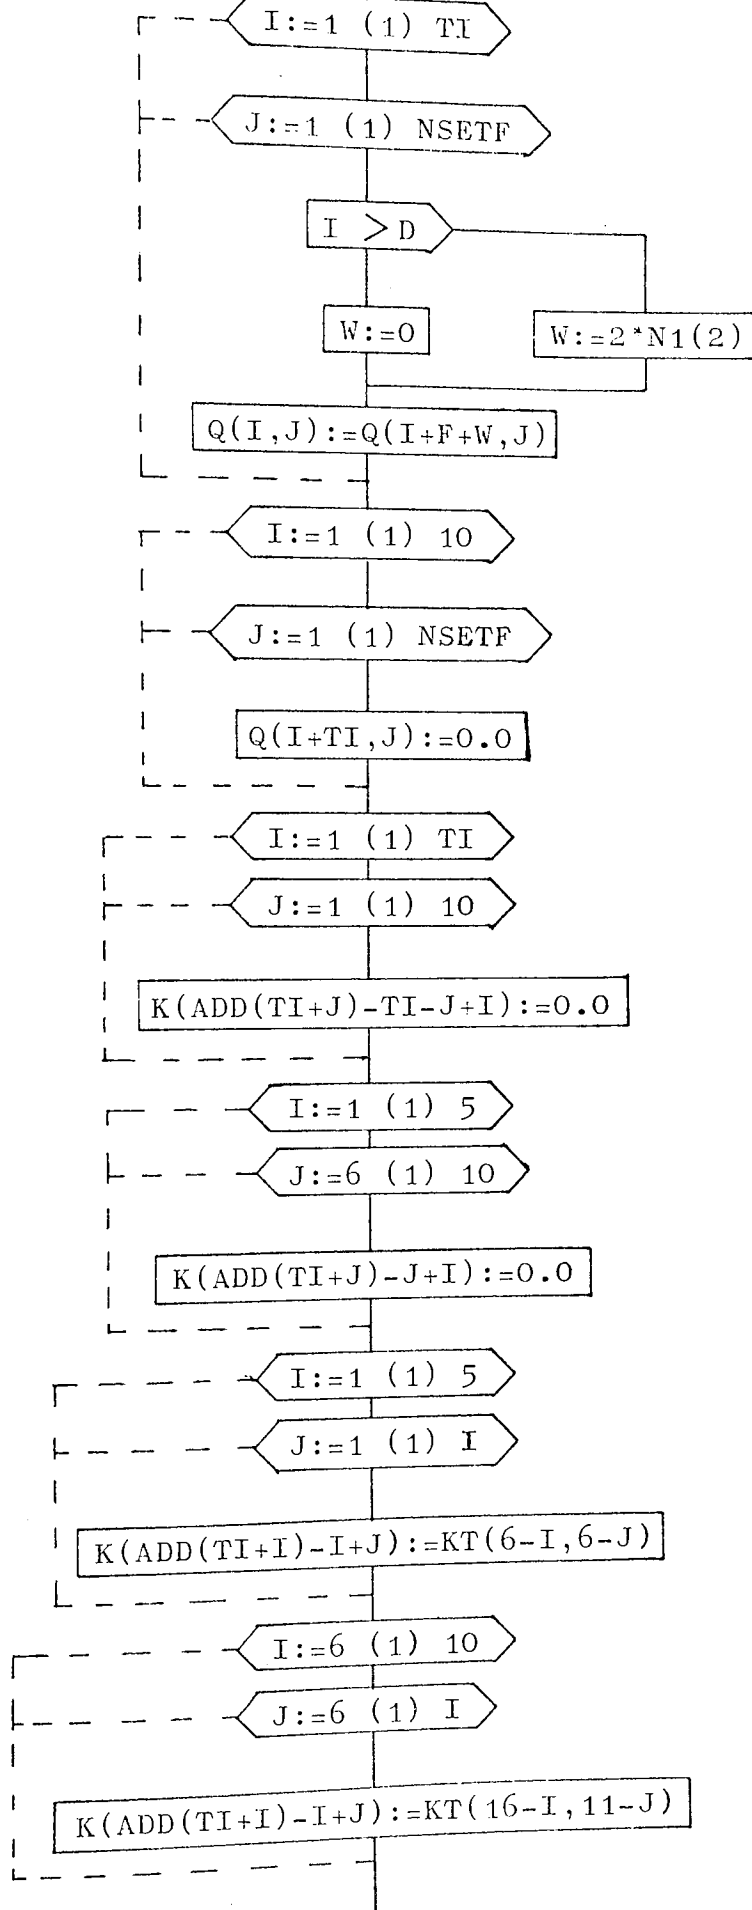 I:=1 (1) TI
J:=1 (1) NSETF
I > D
W:=0
W:=2*N1(2)
Q(I,J):=Q(I+F+W,J)
I:=1 (1) 10
J:=1 (1) NSETF
Q(I+TI,J):=0.0
I:=1 (1) TI
J:=1 (1) 10
K(ADD(TI+J)-TI-J+I):=0.0
I:=1 (1) 5
J:=6 (1) 10
K(ADD(TI+J)-J+I):=0.0
I:=1 (1) 5
J:=1 (1) I
K(ADD(TI+I)-I+J):=KT(6-I,6-J)
I:=6 (1) 10
J:=6 (1) I
K(ADD(TI+I)-I+J):=KT(16-I,11-J)